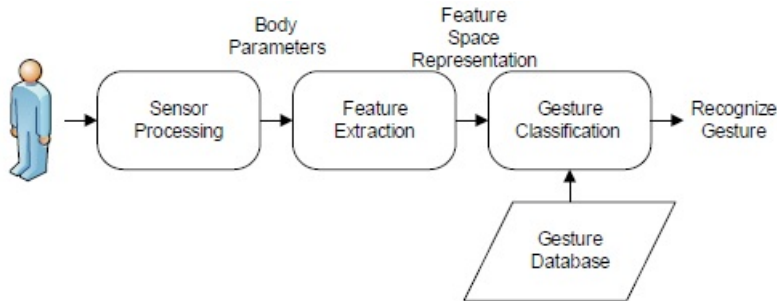 Body
Parameters
Feature
Space
Representation
Sensor
Processing
Feature
Extraction
Gesture
Classification
Recognize
Gesture
Gesture
Database